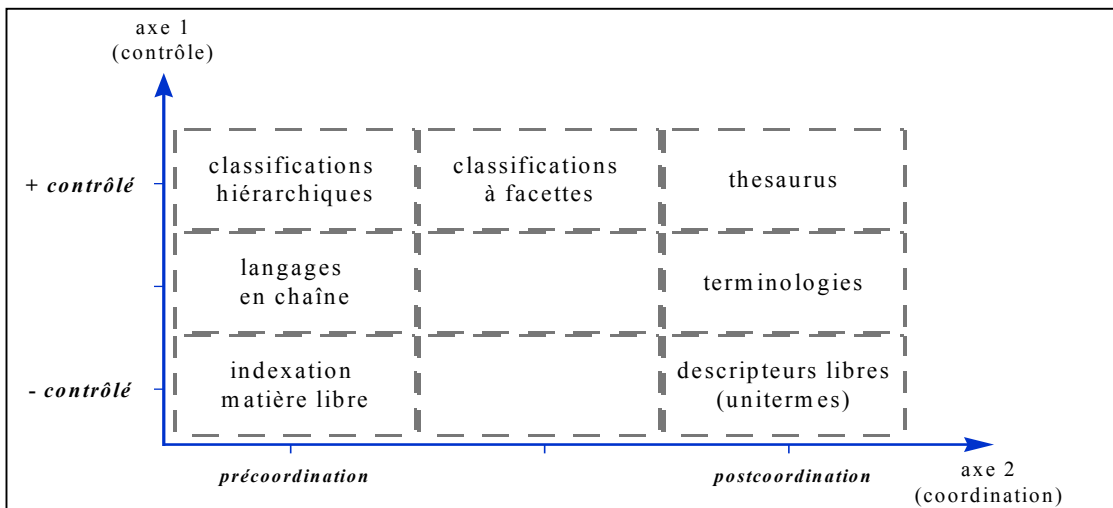 axe 1
(contrôle)
+ contrôlé
classifications
hiérarchiques
classifications
à facettes
thesaurus
langages
en chaîne
terminologies
- contrôlé
indexation
matière libre
descripteurs libres
(unitermes)
précoordination
postcoordination
axe 2
(coordination)